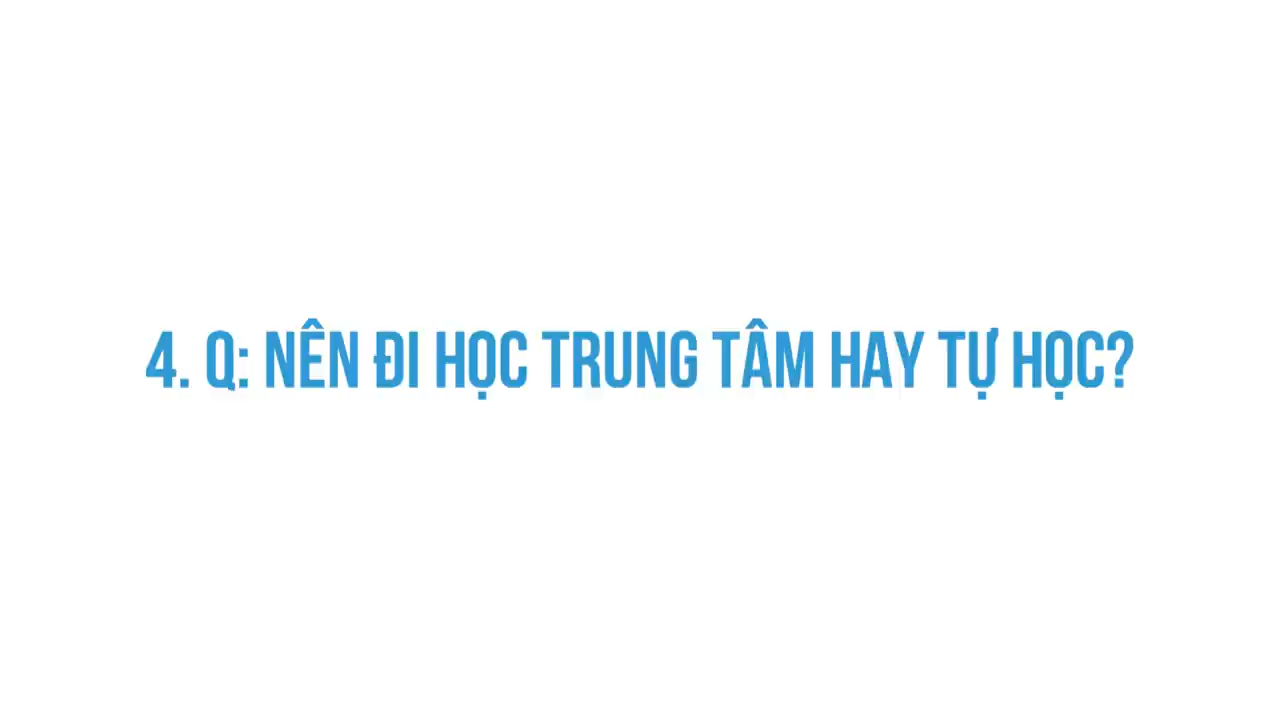 4. Q: NÊN ĐI HỌC TRUNG TÂM HAY TỰ HỌC?